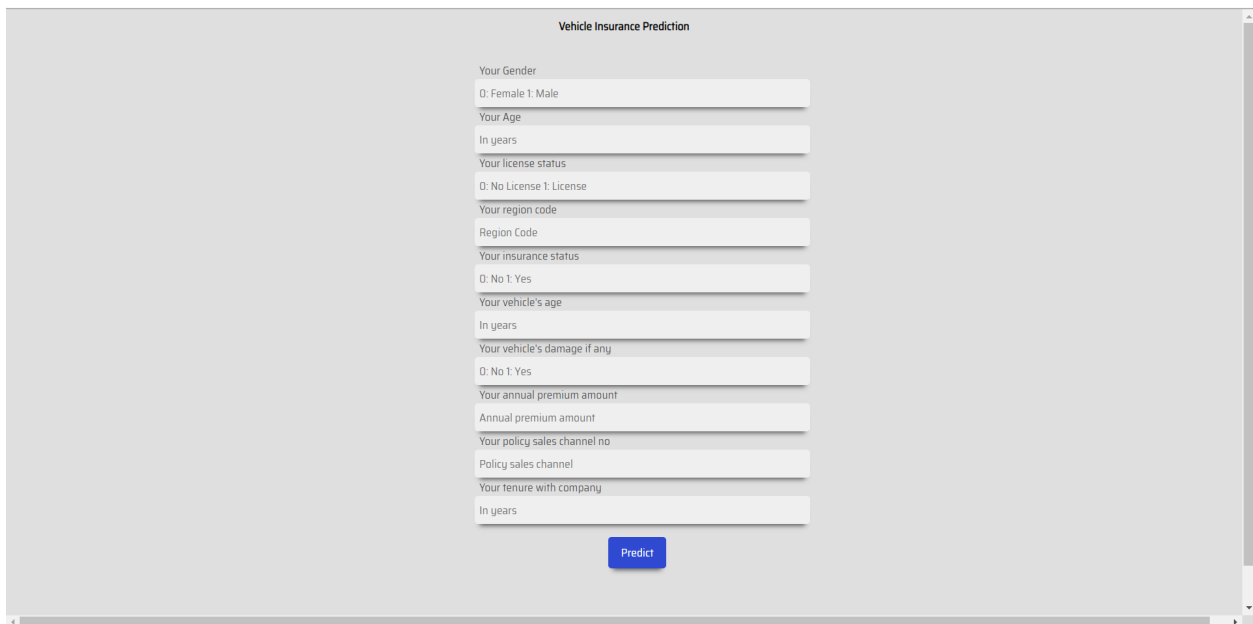 Vehicle Insurance Prediction
Your Gender
0: Female 1: Male
Your Age
In years
Your license status
0: No License 1: License
Your region code
Region Code
Your insurance status
0: No 1: Yes
Your vehicle's age
In years
Your vehicle's damage if any
0: No 1: Yes
Your annual premium amount
Annual premium amount
Your policy sales channel no
Policy sales channel
Your tenure with company
In years
Predict